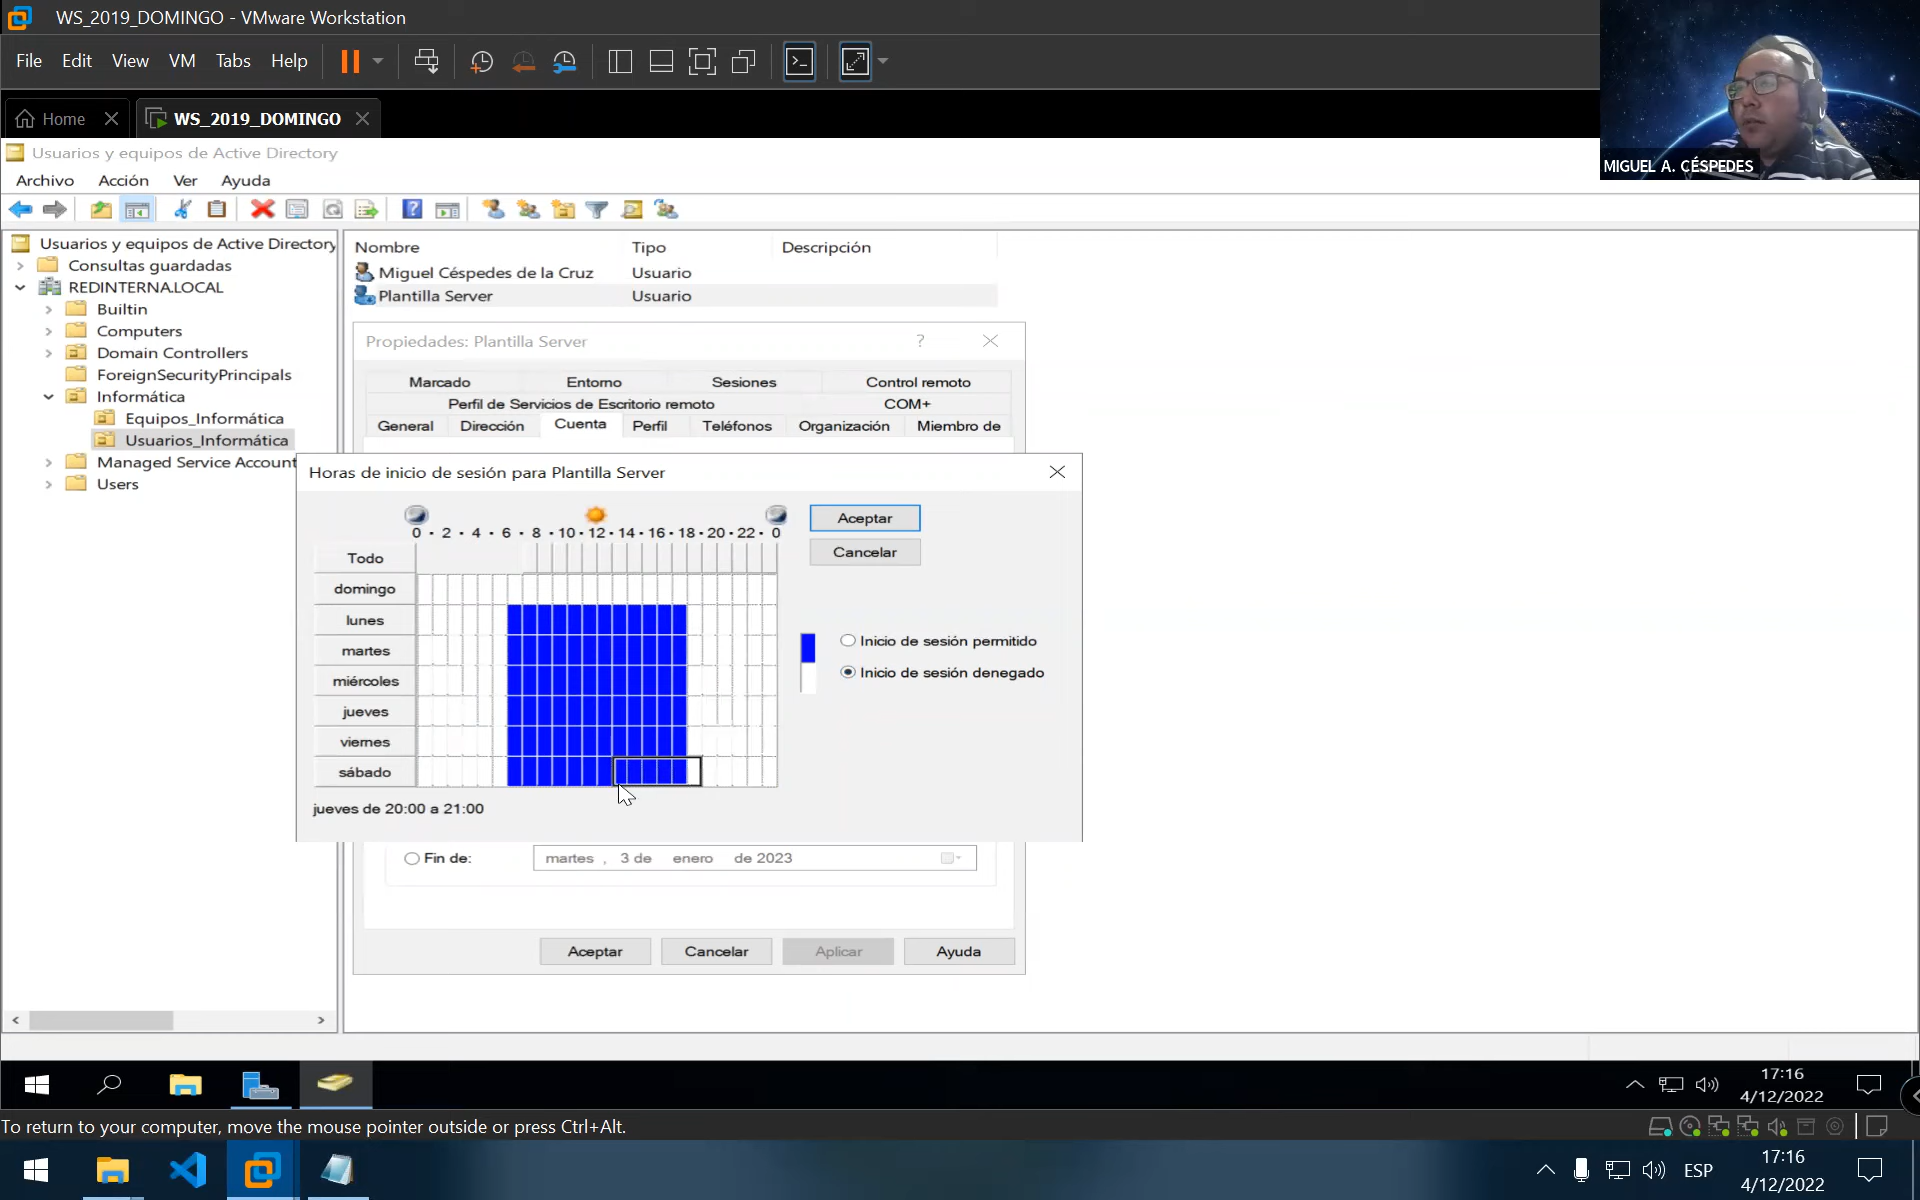 WS_2019_DOMINGO - VMware Workstation
File Edit View VM Tabs Help
Home
WS_2019_DOMINGO
MIGUEL A. CÉSPEDES
Usuarios y equipos de Active Directory
Archivo Acción Ver Ayuda
Usuarios y equipos de Active Directory
Consultas guardadas
REDINTERNA.LOCAL
Builtin
Computers
Domain Controllers
ForeignSecurityPrincipals
Informática
Equipos_Informática
Usuarios_Informática
Managed Service Account
Users
Nombre Tipo Descripción
Miguel Céspedes de la Cruz Usuario
Plantilla Server Usuario
Propiedades: Plantilla Server ?
Marcado Entorno Sesiones Control remoto
Perfil de Servicios de Escritorio remoto COM+
General Dirección Cuenta Perfil Teléfonos Organización Miembro de
Horas de inicio de sesión para Plantilla Server
0 · 2 · 4 · 6 · 8 · 10 · 12 · 14 · 16 · 18 · 20 · 22 · 0
Todo
domingo
lunes
martes
miércoles
jueves
viernes
sábado
jueves de 20:00 a 21:00
Aceptar
Cancelar
Inicio de sesión permitido
Inicio de sesión denegado
Fin de: martes , 3 de enero de 2023
Aceptar Cancelar Aplicar Ayuda
17:16
4/12/2022
To return to your computer, move the mouse pointer outside or press Ctrl+Alt.
ESP
17:16
4/12/2022